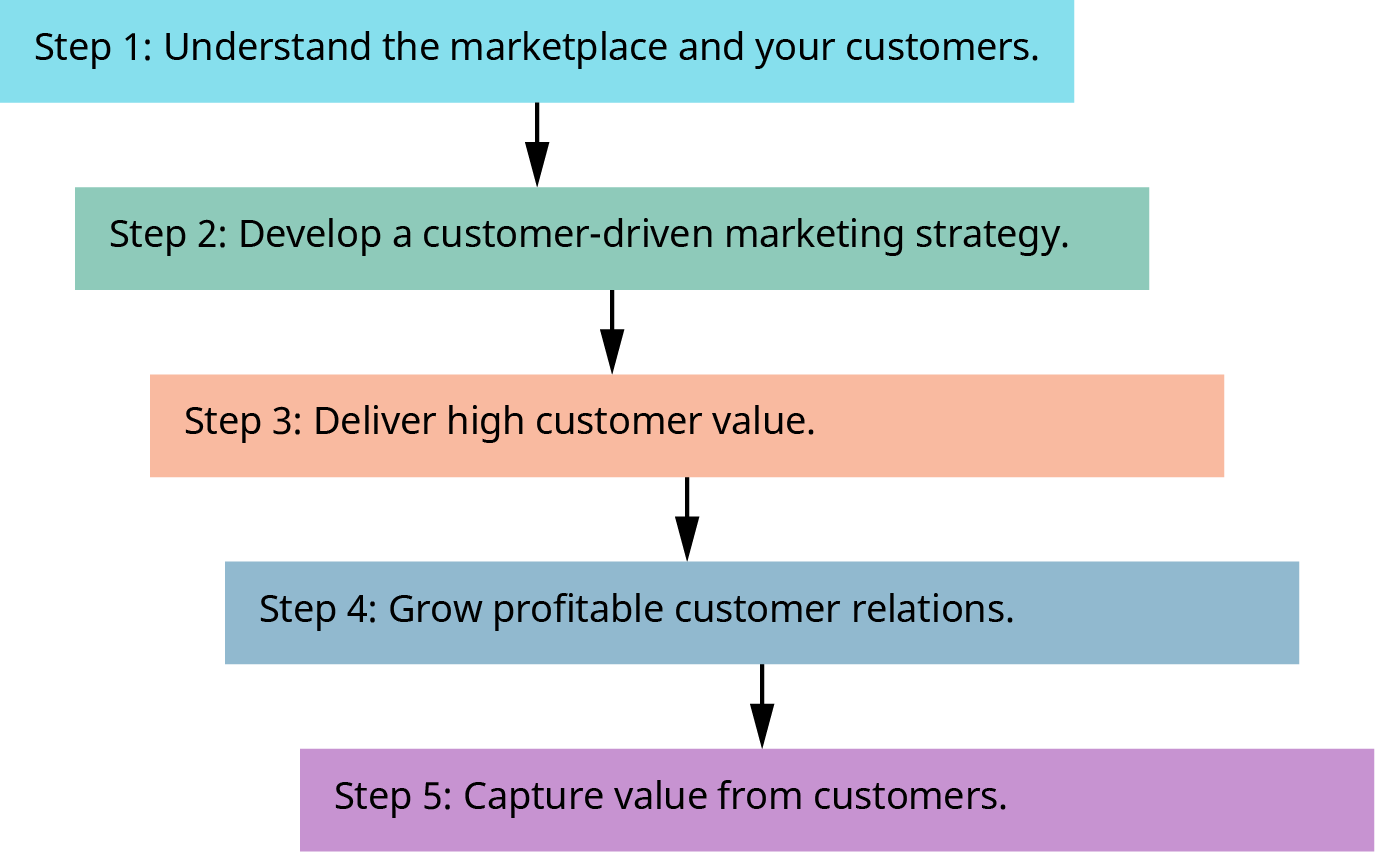 Step 1: Understand the marketplace and your customers.
Step 2: Develop a customer-driven marketing strategy.
Step 3: Deliver high customer value.
Step 4: Grow profitable customer relations.
Step 5: Capture value from customers.